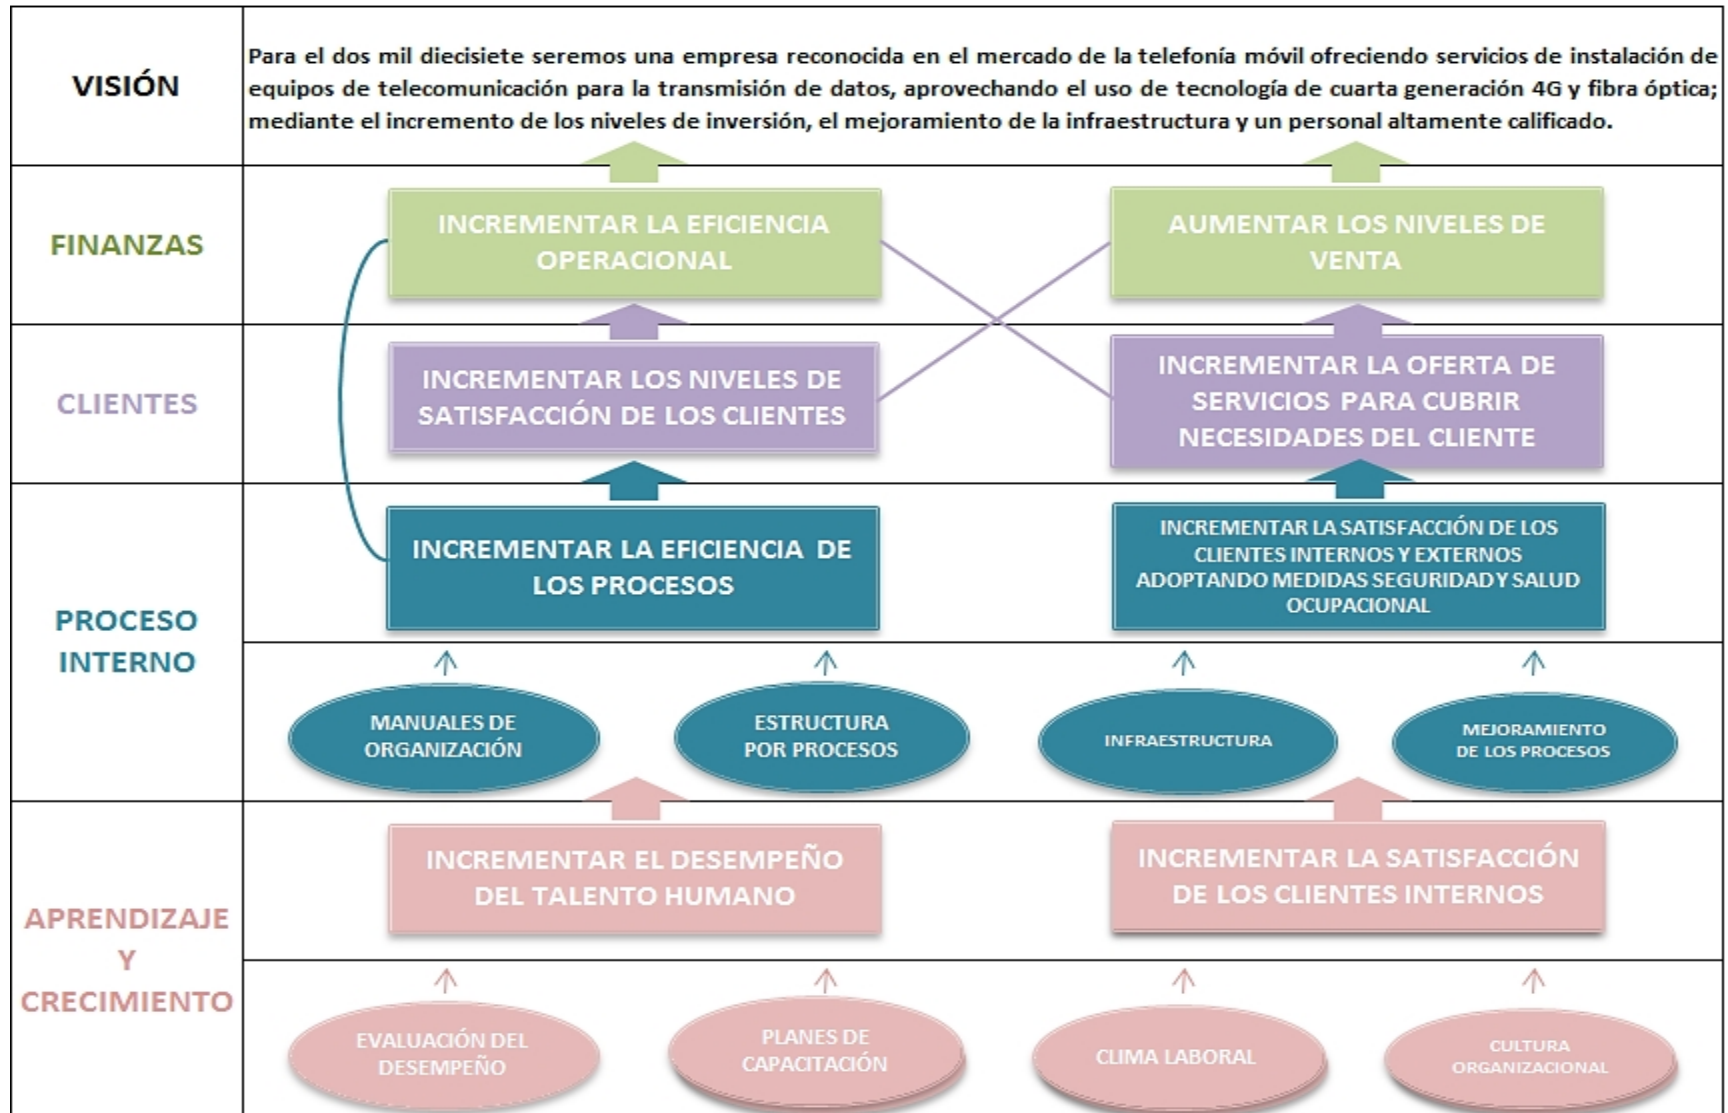 VISIÓN
Para el dos mil diecisiete seremos una empresa reconocida en el mercado de la telefonía móvil ofreciendo servicios de instalación de
equipos de telecomunicación para la transmisión de datos, aprovechando el uso de tecnología de cuarta generación 4G y fibra óptica;
mediante el incremento de los niveles de inversión, el mejoramiento de la infraestructura y un personal altamente calificado.
FINANZAS
INCREMENTAR LA EFICIENCIA
OPERACIONAL
AUMENTAR LOS NIVELES DE
VENTA
CLIENTES
INCREMENTAR LOS NIVELES DE
SATISFACCIÓN DE LOS CLIENTES
INCREMENTAR LA OFERTA DE
SERVICIOS PARA CUBRIR
NECESIDADES DEL CLIENTE
PROCESO
INTERNO
INCREMENTAR LA EFICIENCIA DE
LOS PROCESOS
INCREMENTAR LA SATISFACCIÓN DE LOS
CLIENTES INTERNOS Y EXTERNOS
ADOPTANDO MEDIDAS SEGURIDAD Y SALUD
OCUPACIONAL
MANUALES DE
ORGANIZACIÓN
ESTRUCTURA
POR PROCESOS
INFRAESTRUCTURA
MEJORAMIENTO
DE LOS PROCESOS
APRENDIZAJE
Y
CRECIMIENTO
INCREMENTAR EL DESEMPEÑO
DEL TALENTO HUMANO
INCREMENTAR LA SATISFACCIÓN
DE LOS CLIENTES INTERNOS
EVALUACIÓN DEL
DESEMPEÑO
PLANES DE
CAPACITACIÓN
CLIMA LABORAL
CULTURA
ORGANIZACIONAL